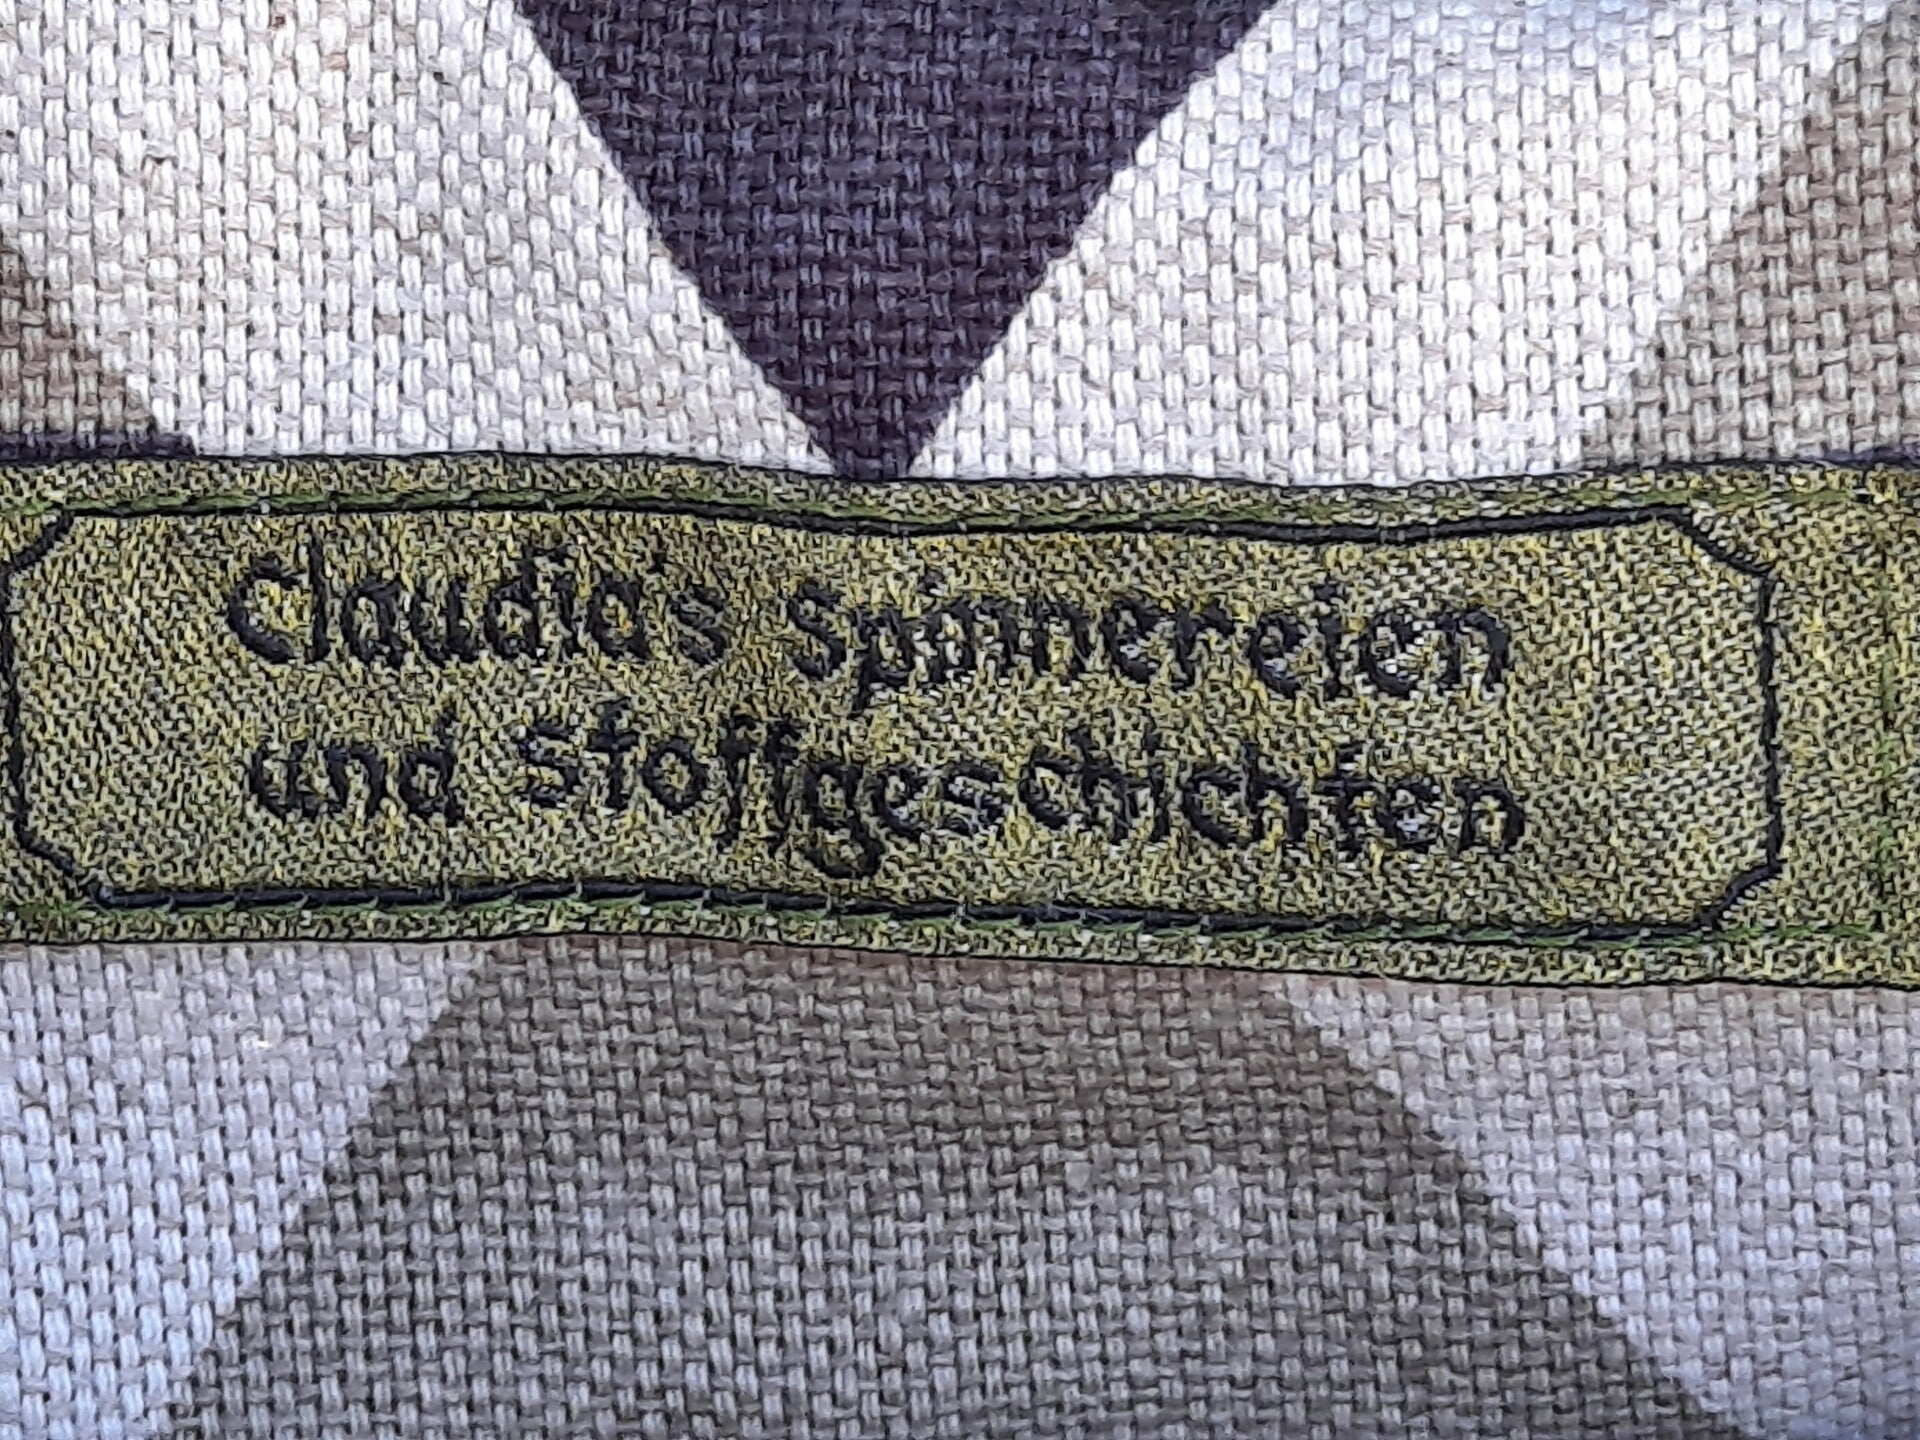 Claudia's Spinnereien
und Stoffgeschichten